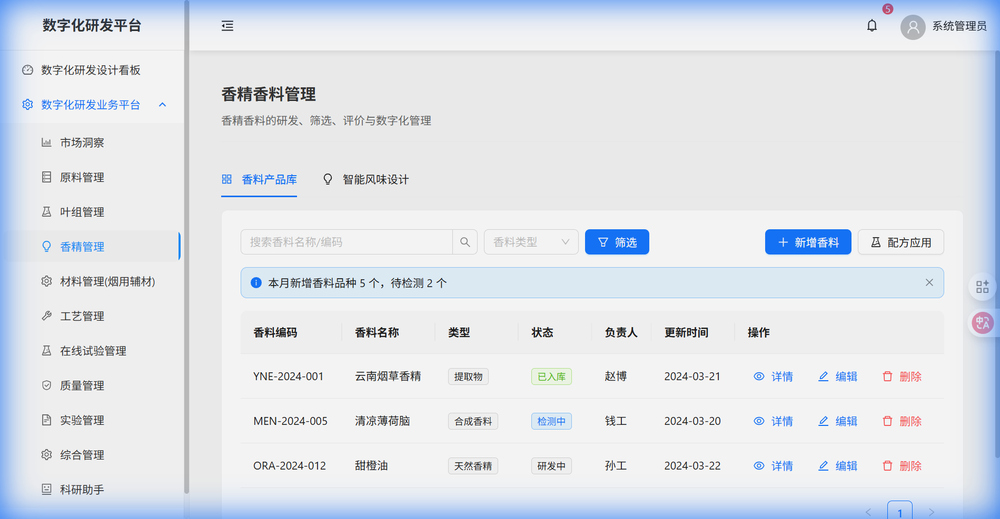 数字化研发平台
5
系统管理员
数字化研发设计看板
数字化研发业务平台
市场洞察
原料管理
叶组管理
香精管理
材料管理(烟用辅材)
工艺管理
在线试验管理
质量管理
实验管理
综合管理
科研助手
香精香料管理
香精香料的研发、筛选、评价与数字化管理
香料产品库 智能风味设计
搜索香料名称/编码 香料类型 筛选 新增香料 配方应用
本月新增香料品种 5 个，待检测 2 个
香料编码 香料名称 类型 状态 负责人 更新时间 操作
YNE-2024-001 云南烟草香精 提取物 已入库 赵博 2024-03-21 详情 编辑 删除
MEN-2024-005 清凉薄荷脑 合成香料 检测中 钱工 2024-03-20 详情 编辑 删除
ORA-2024-012 甜橙油 天然香精 研发中 孙工 2024-03-22 详情 编辑 删除
1
中A